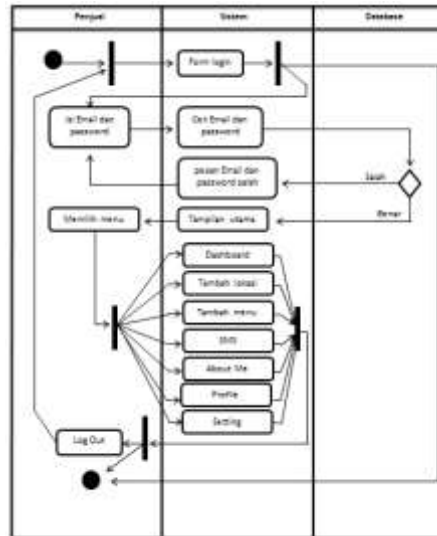 Penjual
Sistem
Database
Form login
Isi Email dan
password
Cek Email dan
password
pesan Email dan
password salah
Salah
Benar
Memilih menu
Tampilan utama
Dashboard
Tambah lokasi
Tambah menu
SMS
About Me
Profile
Setting
Log Out